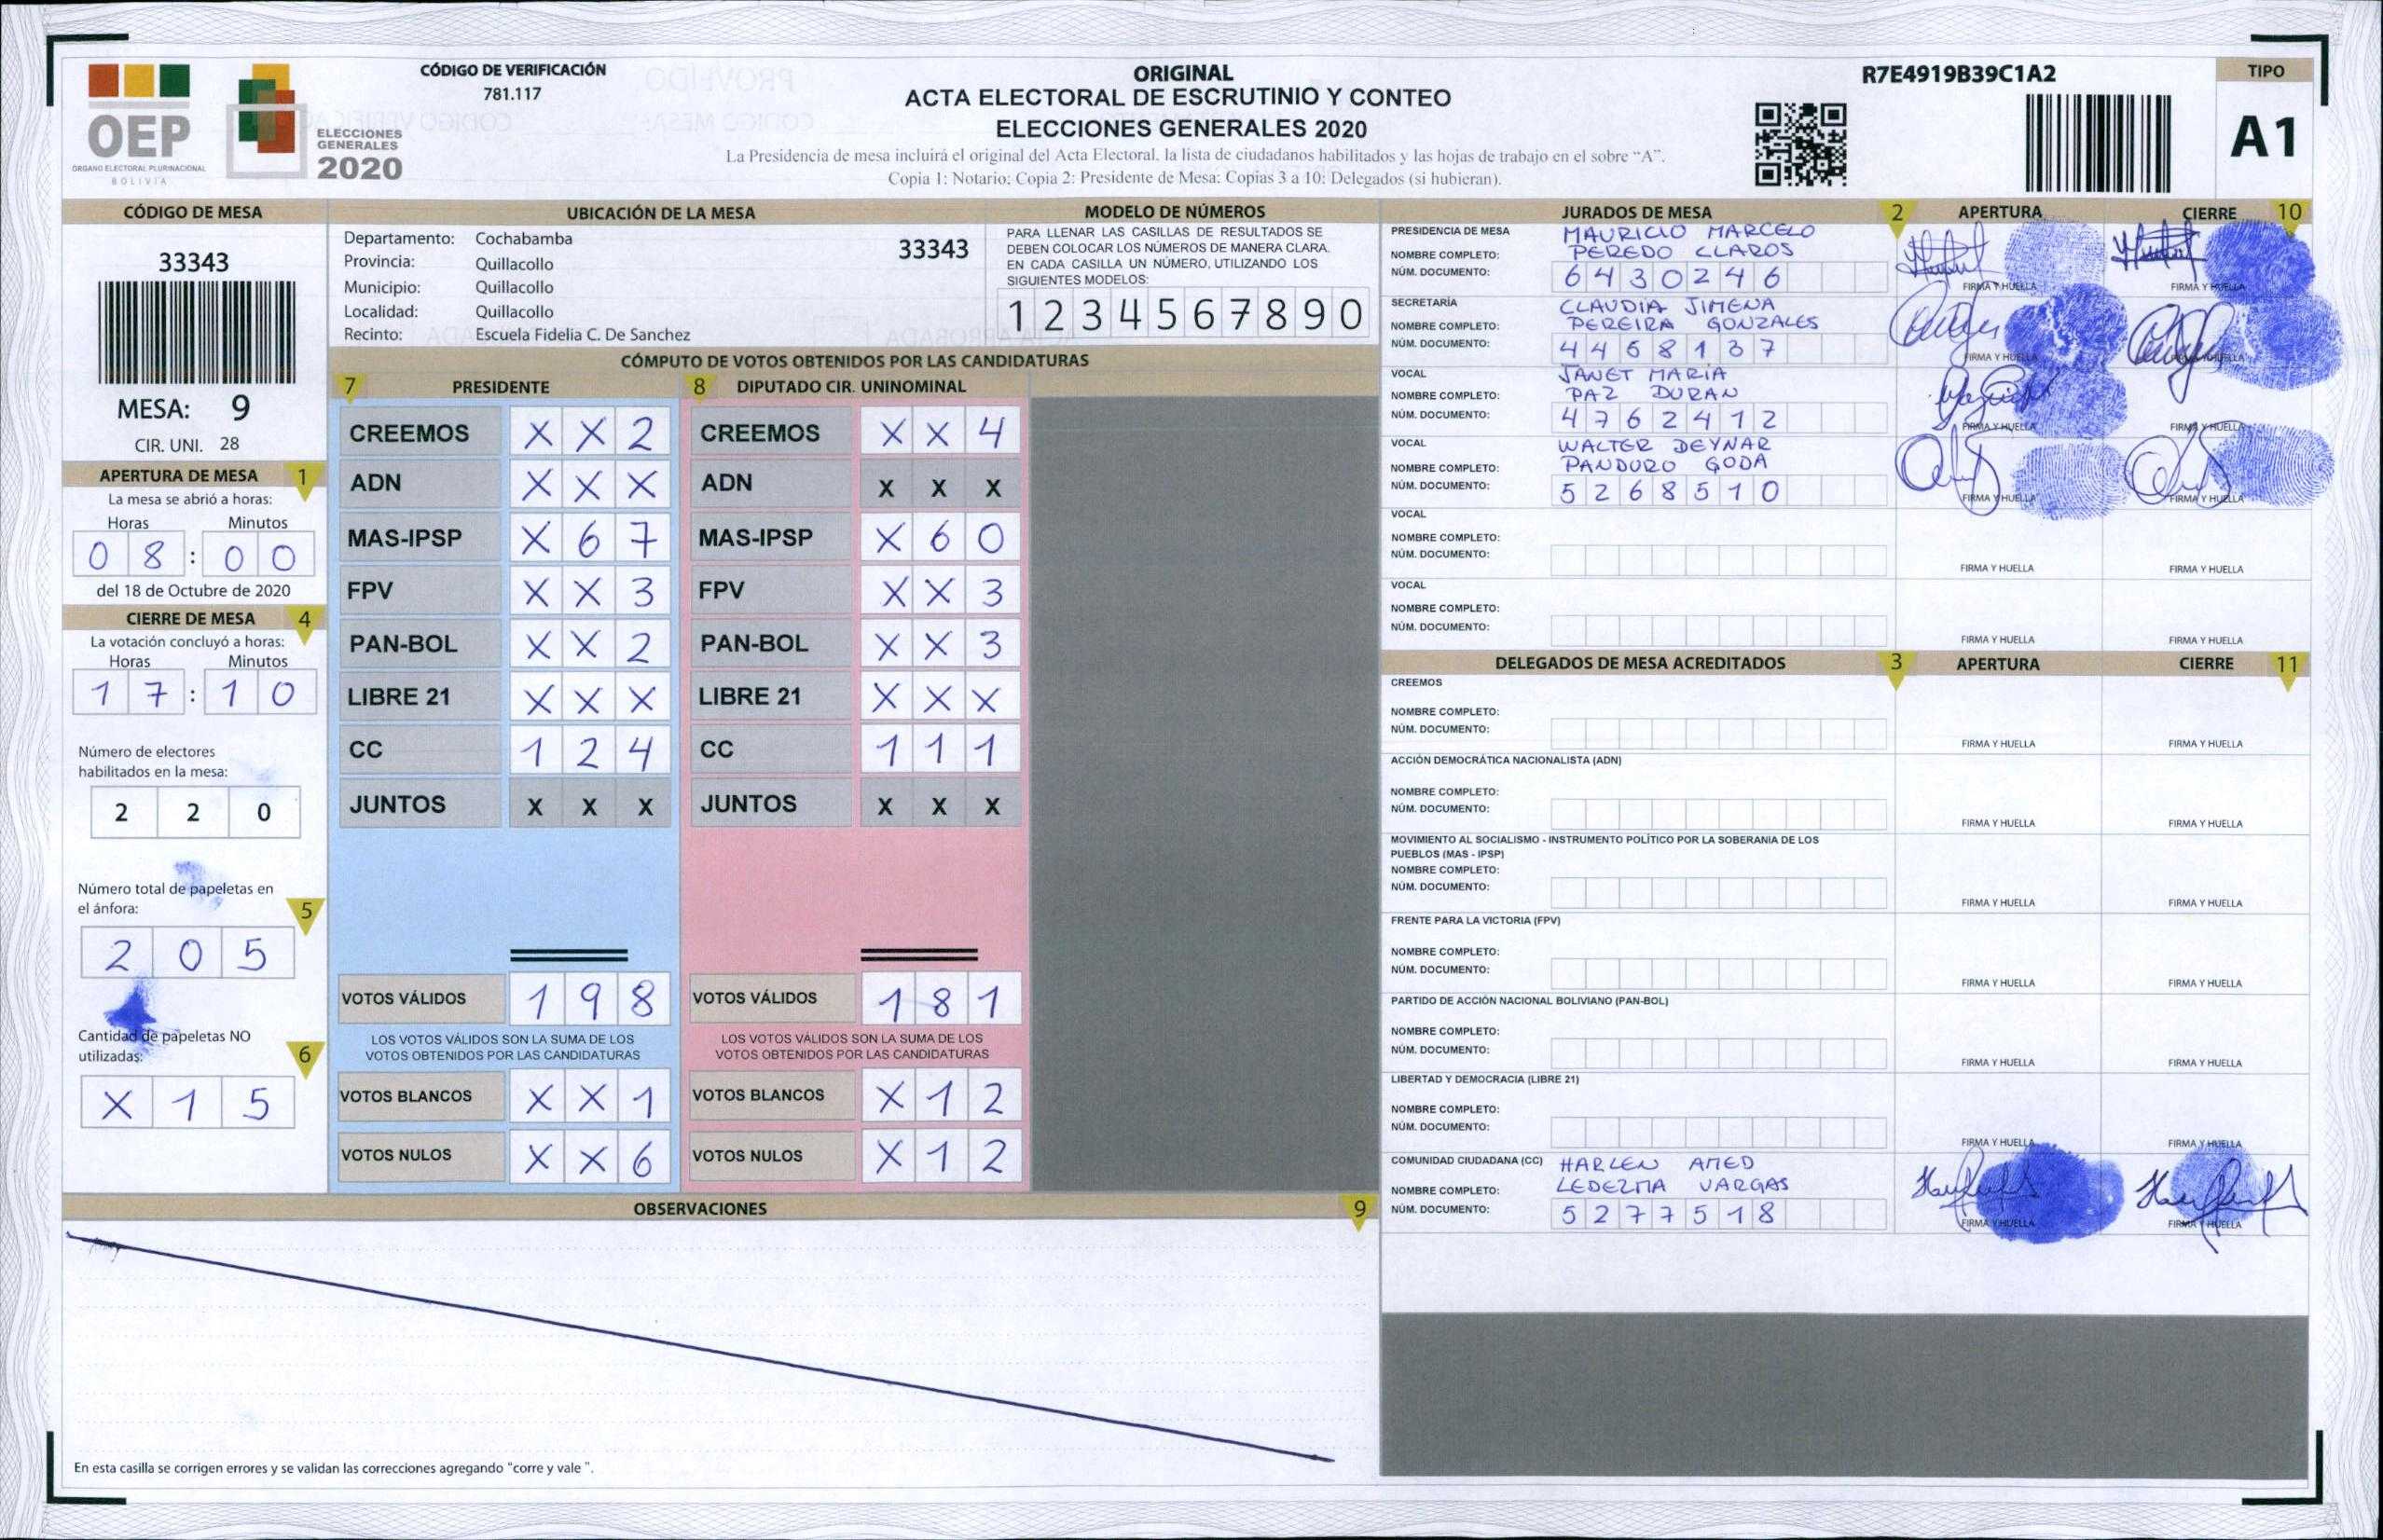 OEP
ÓRGANO ELECTORAL PLURINACIONAL
BOLIVIA
ELECCIONES
GENERALES
2020
CÓDIGO DE VERIFICACIÓN
781.117
ORIGINAL
ACTA ELECTORAL DE ESCRUTINIO Y CONTEO
ELECCIONES GENERALES 2020
La Presidencia de mesa incluirá el original del Acta Electoral, la lista de ciudadanos habilitados y las hojas de trabajo en el sobre “A”.
Copia 1: Notario; Copia 2: Presidente de Mesa; Copias 3 a 10: Delegados (si hubieran).
R7E4919B39C1A2
TIPO
A1
CÓDIGO DE MESA
33343
MESA: 9
CIR. UNI. 28
APERTURA DE MESA 1
La mesa se abrió a horas:
Horas Minutos
08:00
del 18 de Octubre de 2020
CIERRE DE MESA 4
La votación concluyó a horas:
Horas Minutos
17:10
Número de electores
habilitados en la mesa:
2 2 0
Número total de papeletas en
el ánfora: 5
2 0 5
Cantidad de papeletas NO
utilizadas: 6
X 1 5
UBICACIÓN DE LA MESA
Departamento: Cochabamba 33343
Provincia: Quillacollo
Municipio: Quillacollo
Localidad: Quillacollo
Recinto: Escuela Fidelia C. De Sanchez
MODELO DE NÚMEROS
PARA LLENAR LAS CASILLAS DE RESULTADOS SE
DEBEN COLOCAR LOS NÚMEROS DE MANERA CLARA.
EN CADA CASILLA UN NÚMERO, UTILIZANDO LOS
SIGUIENTES MODELOS:
1 2 3 4 5 6 7 8 9 0
CÓMPUTO DE VOTOS OBTENIDOS POR LAS CANDIDATURAS
7 PRESIDENTE 8 DIPUTADO CIR. UNINOMINAL
CREEMOS X X 2 CREEMOS X X 4
ADN X X X ADN X X X
MAS-IPSP X 6 7 MAS-IPSP X 6 0
FPV X X 3 FPV X X 3
PAN-BOL X X 2 PAN-BOL X X 3
LIBRE 21 X X X LIBRE 21 X X X
CC 1 2 4 CC 1 1 1
JUNTOS X X X JUNTOS X X X
VOTOS VÁLIDOS 1 9 8 VOTOS VÁLIDOS 1 8 1
LOS VOTOS VÁLIDOS SON LA SUMA DE LOS LOS VOTOS VÁLIDOS SON LA SUMA DE LOS
VOTOS OBTENIDOS POR LAS CANDIDATURAS VOTOS OBTENIDOS POR LAS CANDIDATURAS
VOTOS BLANCOS X X 1 VOTOS BLANCOS X 1 2
VOTOS NULOS X X 6 VOTOS NULOS X 1 2
OBSERVACIONES 9
En esta casilla se corrigen errores y se validan las correcciones agregando “corre y vale ”.
JURADOS DE MESA 2 APERTURA CIERRE 10
PRESIDENCIA DE MESA MAURICIO MARCELO
NOMBRE COMPLETO: PEREDO CLAROS
NÚM. DOCUMENTO: 6430246
FIRMA Y HUELLA FIRMA Y HUELLA
SECRETARÍA CLAUDIA JIMENA
NOMBRE COMPLETO: PEREIRA GONZALES
NÚM. DOCUMENTO: 4468137
FIRMA Y HUELLA FIRMA Y HUELLA
VOCAL JANET MARÍA
NOMBRE COMPLETO: PAZ DURAN
NÚM. DOCUMENTO: 4762412
FIRMA Y HUELLA FIRMA Y HUELLA
VOCAL WALTER DEYNAR
NOMBRE COMPLETO: PANDURO GODA
NÚM. DOCUMENTO: 5268510
FIRMA Y HUELLA FIRMA Y HUELLA
VOCAL
NOMBRE COMPLETO:
NÚM. DOCUMENTO:
FIRMA Y HUELLA FIRMA Y HUELLA
VOCAL
NOMBRE COMPLETO:
NÚM. DOCUMENTO:
FIRMA Y HUELLA FIRMA Y HUELLA
DELEGADOS DE MESA ACREDITADOS 3 APERTURA CIERRE 11
CREEMOS
NOMBRE COMPLETO:
NÚM. DOCUMENTO:
FIRMA Y HUELLA FIRMA Y HUELLA
ACCIÓN DEMOCRÁTICA NACIONALISTA (ADN)
NOMBRE COMPLETO:
NÚM. DOCUMENTO:
FIRMA Y HUELLA FIRMA Y HUELLA
MOVIMIENTO AL SOCIALISMO - INSTRUMENTO POLÍTICO POR LA SOBERANIA DE LOS
PUEBLOS (MAS - IPSP)
NOMBRE COMPLETO:
NÚM. DOCUMENTO:
FIRMA Y HUELLA FIRMA Y HUELLA
FRENTE PARA LA VICTORIA (FPV)
NOMBRE COMPLETO:
NÚM. DOCUMENTO:
FIRMA Y HUELLA FIRMA Y HUELLA
PARTIDO DE ACCIÓN NACIONAL BOLIVIANO (PAN-BOL)
NOMBRE COMPLETO:
NÚM. DOCUMENTO:
FIRMA Y HUELLA FIRMA Y HUELLA
LIBERTAD Y DEMOCRACIA (LIBRE 21)
NOMBRE COMPLETO:
NÚM. DOCUMENTO:
FIRMA Y HUELLA FIRMA Y HUELLA
COMUNIDAD CIUDADANA (CC) HARLEN AMED
NOMBRE COMPLETO: LEDEZMA VARGAS
NÚM. DOCUMENTO: 5277518
FIRMA Y HUELLA FIRMA Y HUELLA